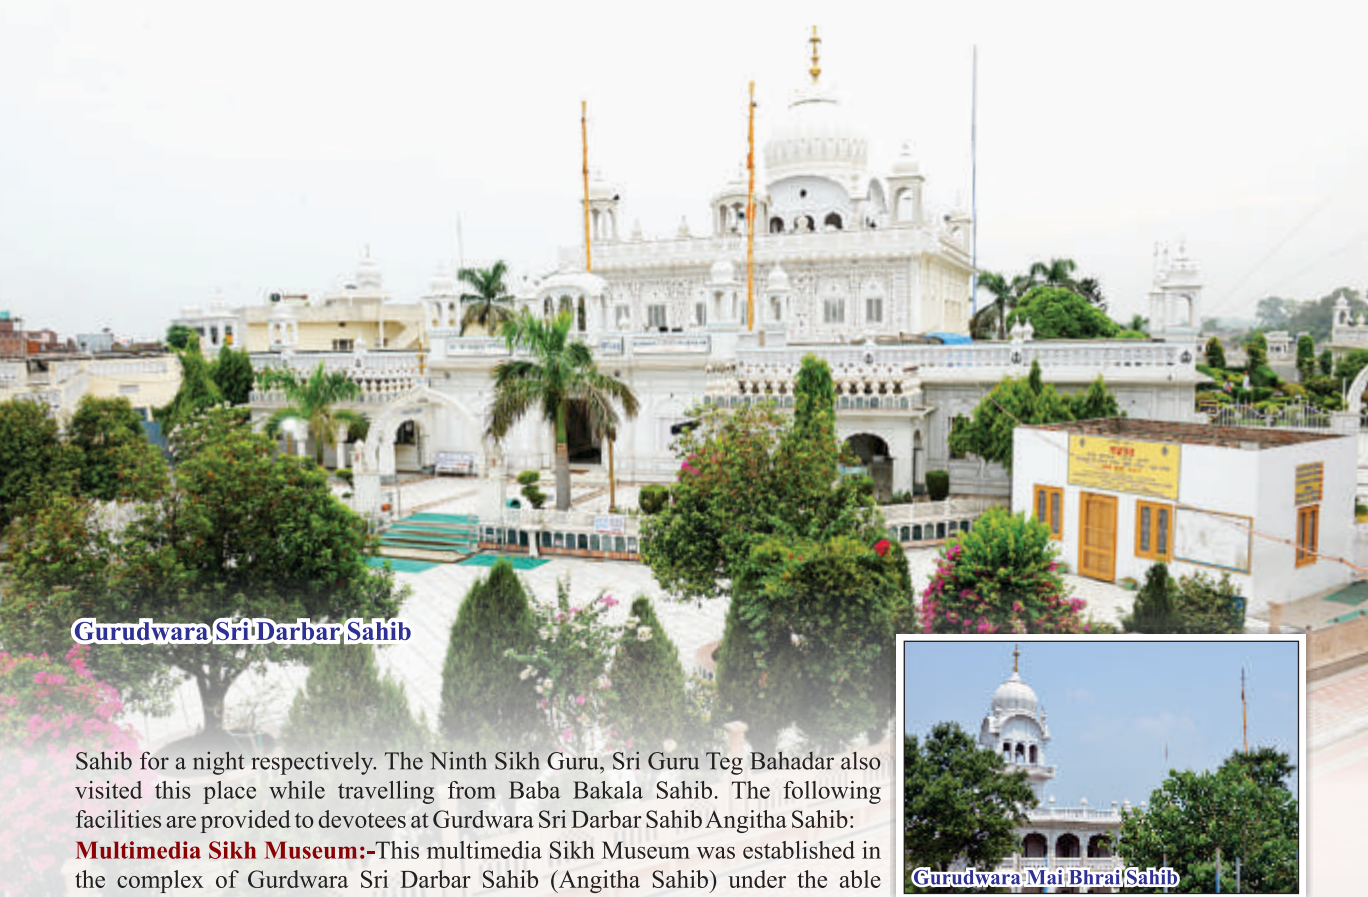 Gurudwara Sri Darbar Sahib
Sahib for a night respectively. The Ninth Sikh Guru, Sri Guru Teg Bahadar also
visited this place while travelling from Baba Bakala Sahib. The following
facilities are provided to devotees at Gurdwara Sri Darbar Sahib Angitha Sahib:
Multimedia Sikh Museum:-This multimedia Sikh Museum was established in
the complex of Gurdwara Sri Darbar Sahib (Angitha Sahib) under the able
Gurudwara Mai Bhrai Sahib